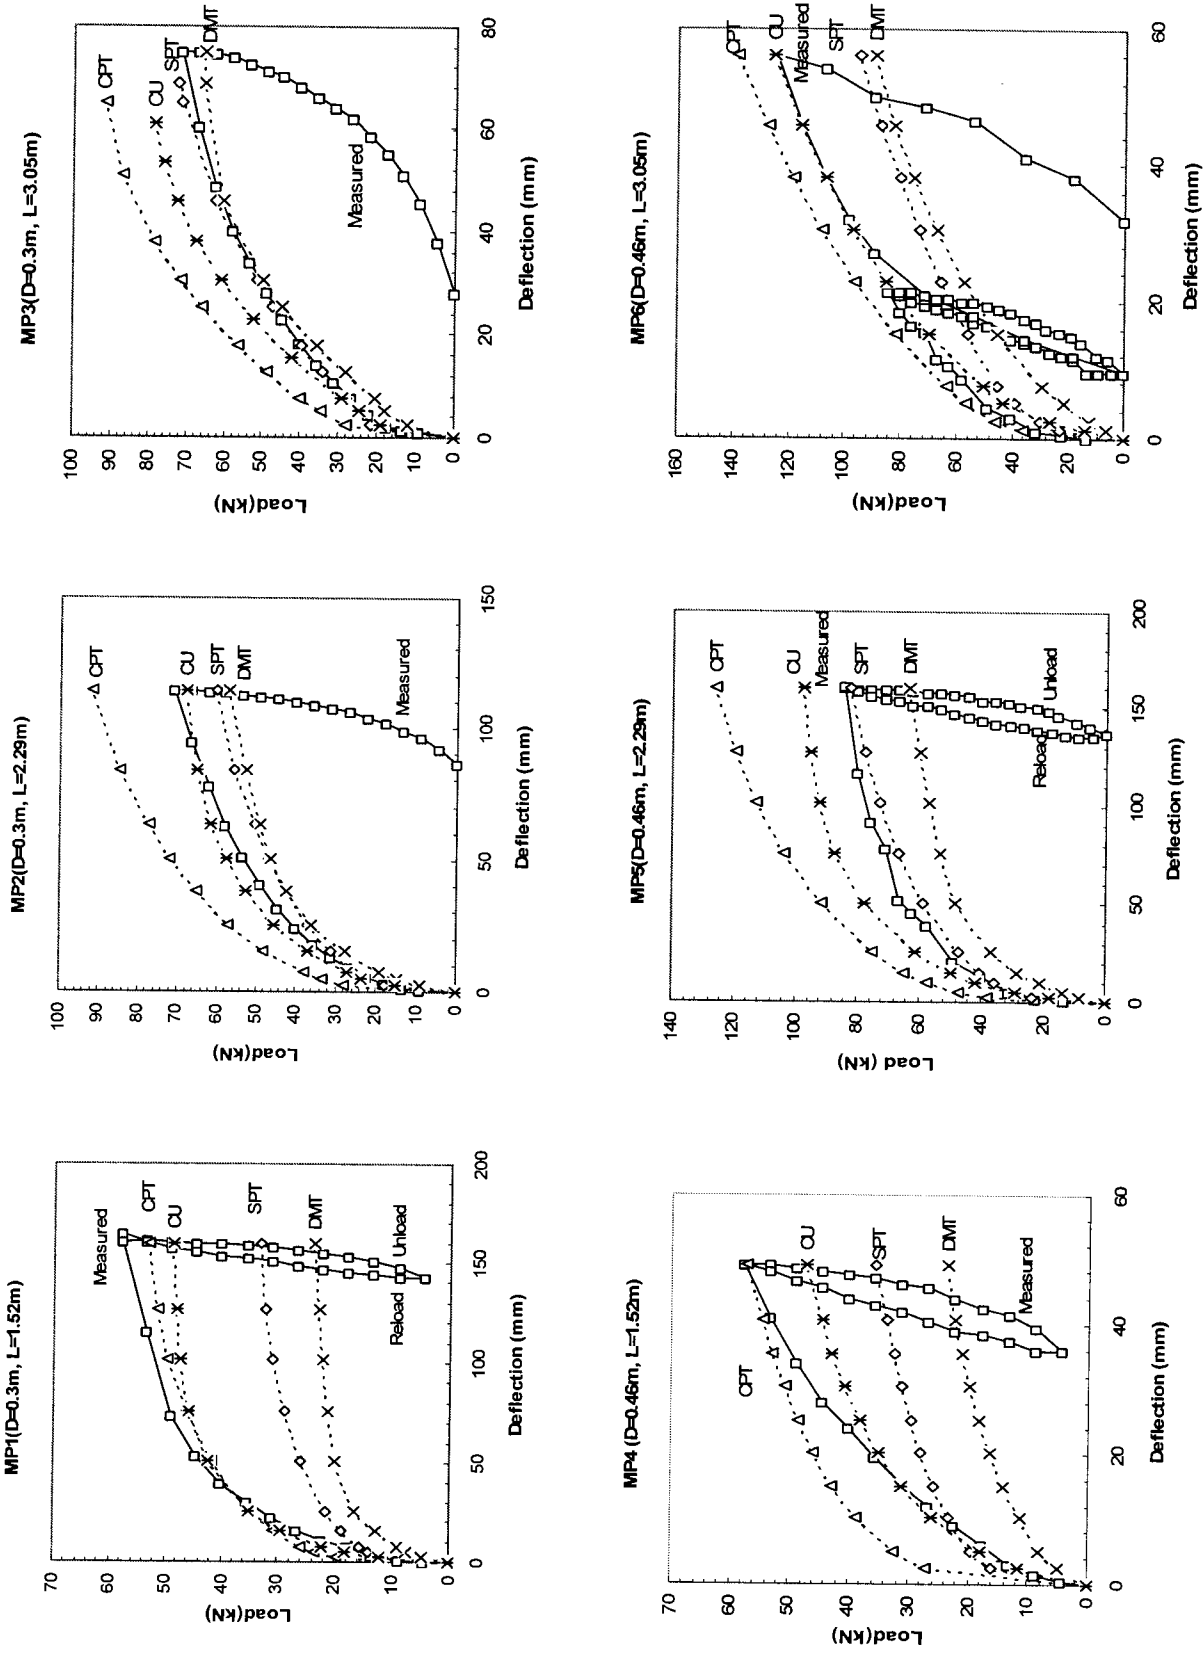 MP1(D=0.3m, L=1.52m)
70
60
50
40
30
20
10
0
Load(kN)
0
50
100
150
200
Deflection (mm)
Measured
CPT
CU
SPT
DMT
Reload
Unload
MP2(D=0.3m, L=2.29m)
100
90
80
70
60
50
40
30
20
10
0
Load(kN)
0
50
100
150
Deflection (mm)
CPT
CU
SPT
DMT
Measured
MP3(D=0.3m, L=3.05m)
100
90
80
70
60
50
40
30
20
10
0
Load(kN)
0
20
40
60
80
Deflection (mm)
CPT
CU
SPT
DMT
Measured
MP4 (D=0.46m, L=1.52m)
70
60
50
40
30
20
10
0
Load(kN)
0
20
40
60
Deflection (mm)
CPT
CU
SPT
DMT
Measured
MP5(D=0.46m, L=2.29m)
140
120
100
80
60
40
20
0
Load (kN)
0
50
100
150
200
Deflection (mm)
CPT
CU
Measured
SPT
DMT
Reload
Unload
MP6(D=0.46m, L=3.05m)
160
140
120
100
80
60
40
20
0
Load(kN)
0
20
40
60
Deflection (mm)
CPT
CU
Measured
SPT
DMT